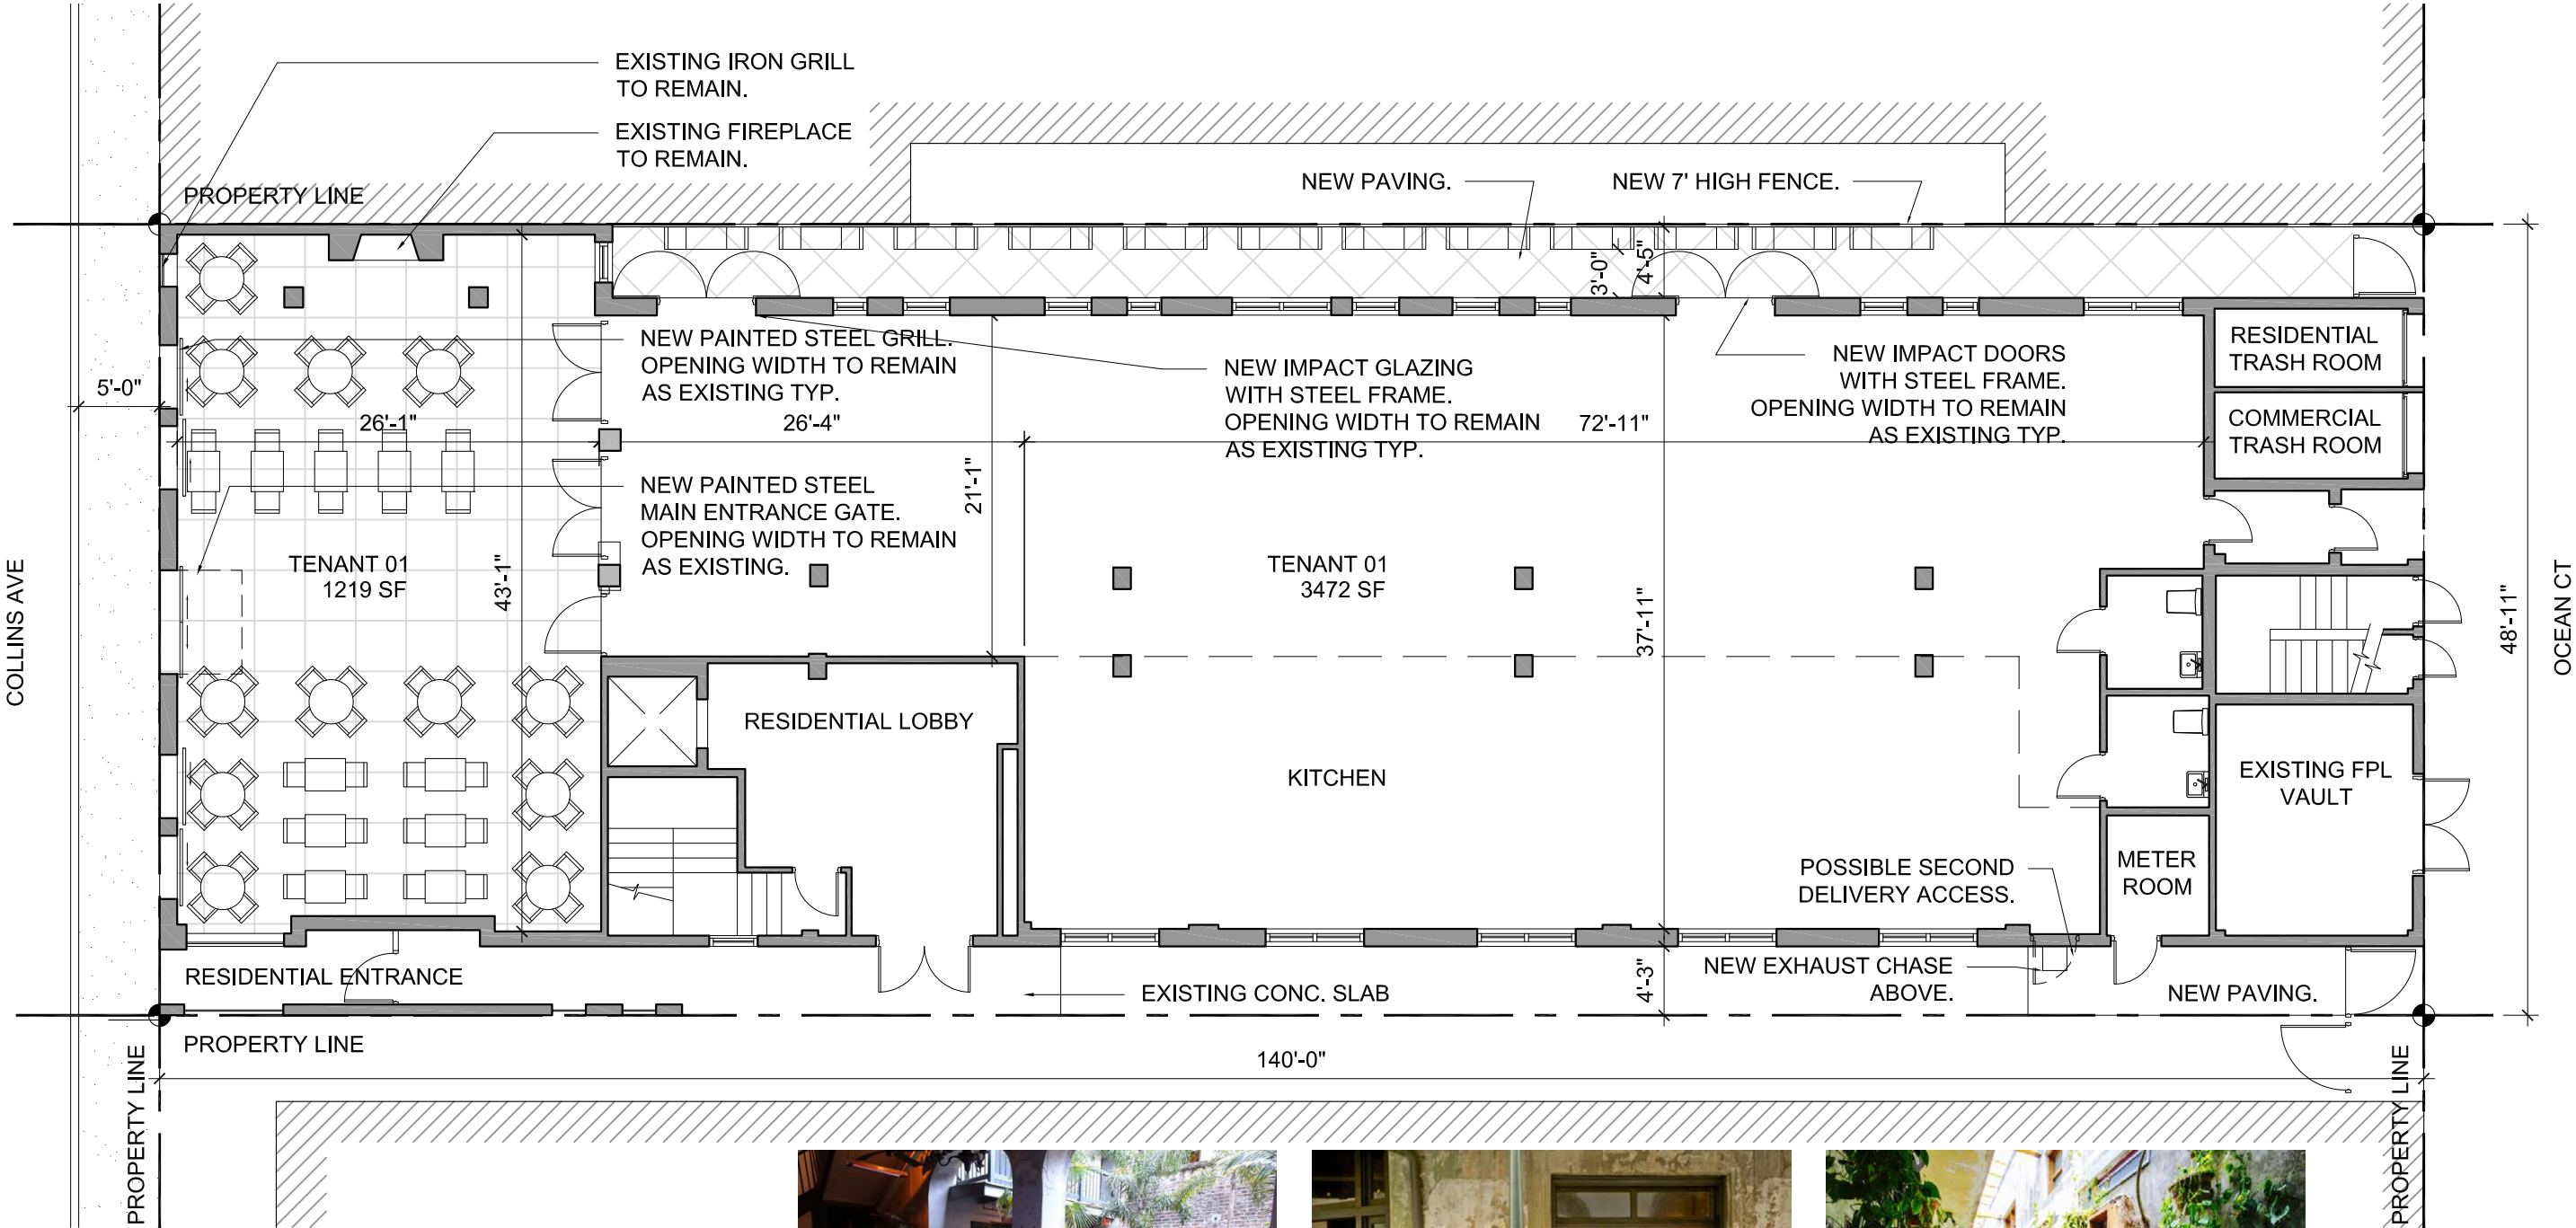 EXISTING IRON GRILL
TO REMAIN.
EXISTING FIREPLACE
TO REMAIN.
PROPERTY LINE
NEW PAVING.
NEW 7' HIGH FENCE.
3'-0"
4'-5"
NEW PAINTED STEEL GRILL.
OPENING WIDTH TO REMAIN
AS EXISTING TYP.
NEW IMPACT GLAZING
WITH STEEL FRAME.
OPENING WIDTH TO REMAIN
AS EXISTING TYP.
NEW IMPACT DOORS
WITH STEEL FRAME.
OPENING WIDTH TO REMAIN
AS EXISTING TYP.
RESIDENTIAL
TRASH ROOM
COMMERCIAL
TRASH ROOM
5'-0"
26'-1"
26'-4"
72'-11"
21'-1"
NEW PAINTED STEEL
MAIN ENTRANCE GATE.
OPENING WIDTH TO REMAIN
AS EXISTING.
COLLINS AVE
TENANT 01
1219 SF
43'-1"
TENANT 01
3472 SF
37'-11"
48'-11"
OCEAN CT
RESIDENTIAL LOBBY
KITCHEN
EXISTING FPL
VAULT
METER
ROOM
POSSIBLE SECOND
DELIVERY ACCESS.
RESIDENTIAL ENTRANCE
EXISTING CONC. SLAB
4'-3"
NEW EXHAUST CHASE
ABOVE.
NEW PAVING.
PROPERTY LINE
140'-0"
PROPERTY LINE
PROPERTY LINE